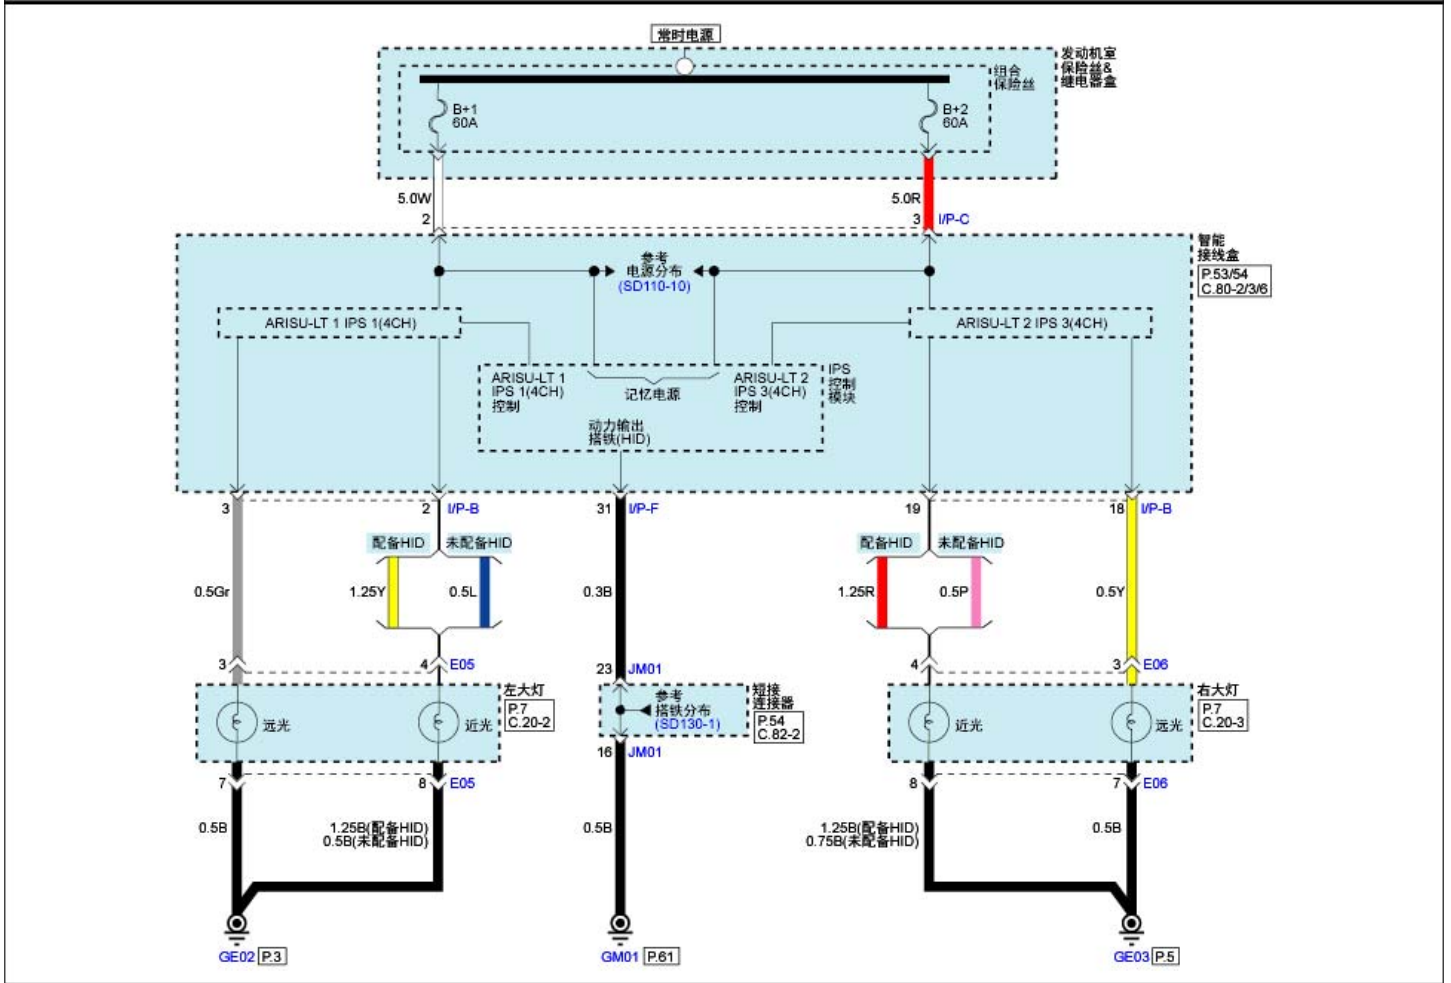 常时电源
发动机室
保险丝&
继电器盒
组合
保险丝
B+1
60A
B+2
60A
5.0W
5.0R
2
3
I/P-C
智能
接线盒
P.53/54
C.80-2/3/6
参考
电源分布
(SD110-10)
ARISU-LT 1 IPS 1(4CH)
ARISU-LT 2 IPS 3(4CH)
ARISU-LT 1
IPS 1(4CH)
控制
记忆电源
ARISU-LT 2
IPS 3(4CH)
控制
IPS
控制
模块
动力输出
搭铁(HID)
3
2
I/P-B
31
I/P-F
19
18
I/P-B
配备HID
未配备HID
配备HID
未配备HID
0.5Gr
1.25Y
0.5L
0.3B
1.25R
0.5P
0.5Y
3
4
E05
23
JM01
4
3
E06
左大灯
P.7
C.20-2
远光
近光
参考
搭铁分布
(SD130-1)
短接
连接器
P.54
C.82-2
近光
远光
右大灯
P.7
C.20-3
7
8
E05
16
JM01
8
7
E06
0.5B
1.25B(配备HID)
0.5B(未配备HID)
0.5B
1.25B(配备HID)
0.75B(未配备HID)
0.5B
GE02
P.3
GM01
P.61
GE03
P.5